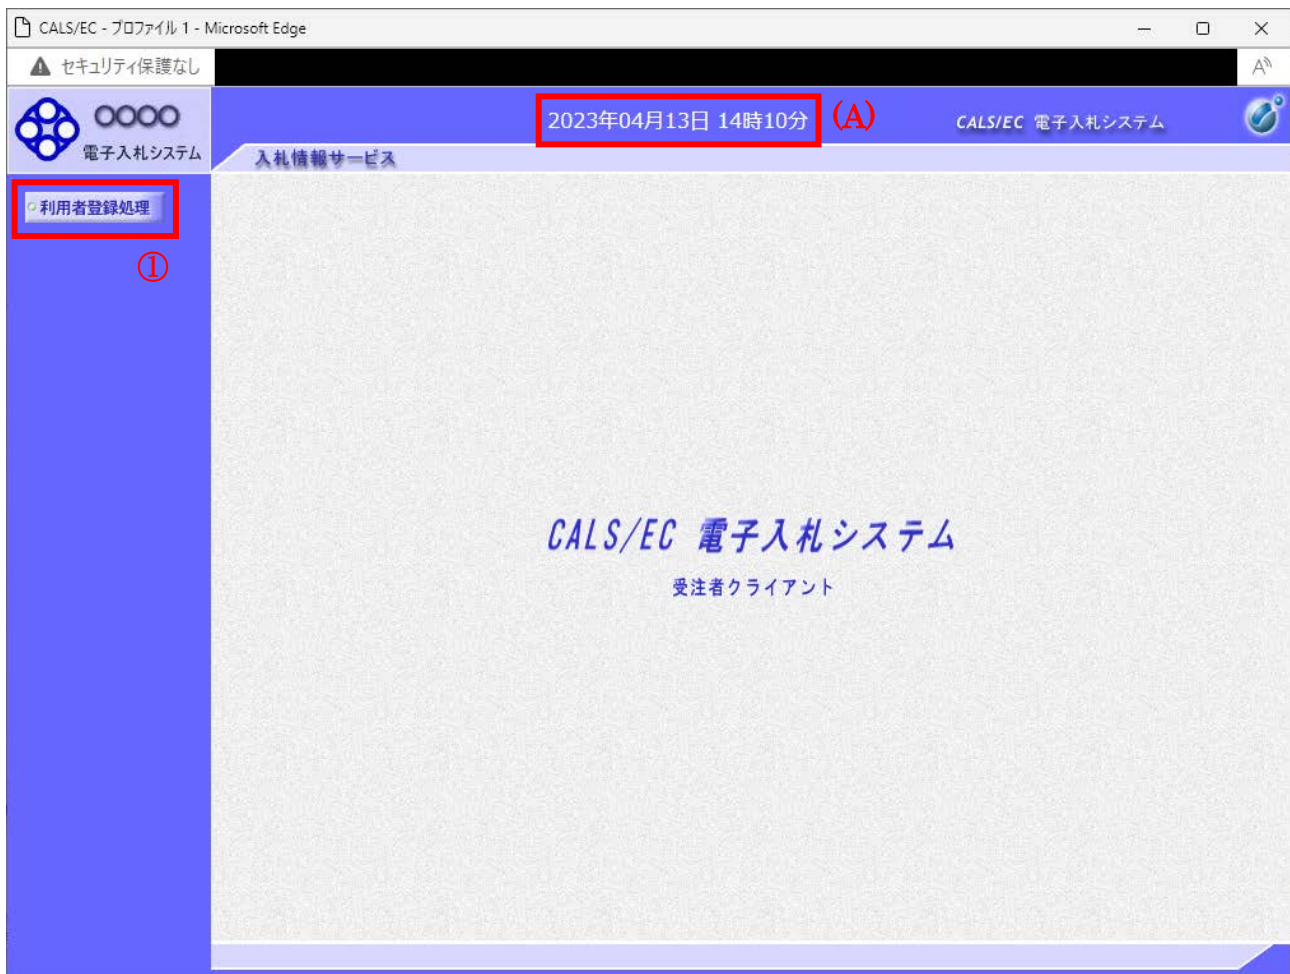 CALS/EC - プロファイル 1 - Microsoft Edge
セキュリティ保護なし
A
〇〇〇〇
電子入札システム
2023年04月13日 14時10分
(A)
CALS/EC 電子入札システム
入札情報サービス
利用者登録処理
①
CALS/EC 電子入札システム
受注者クライアント